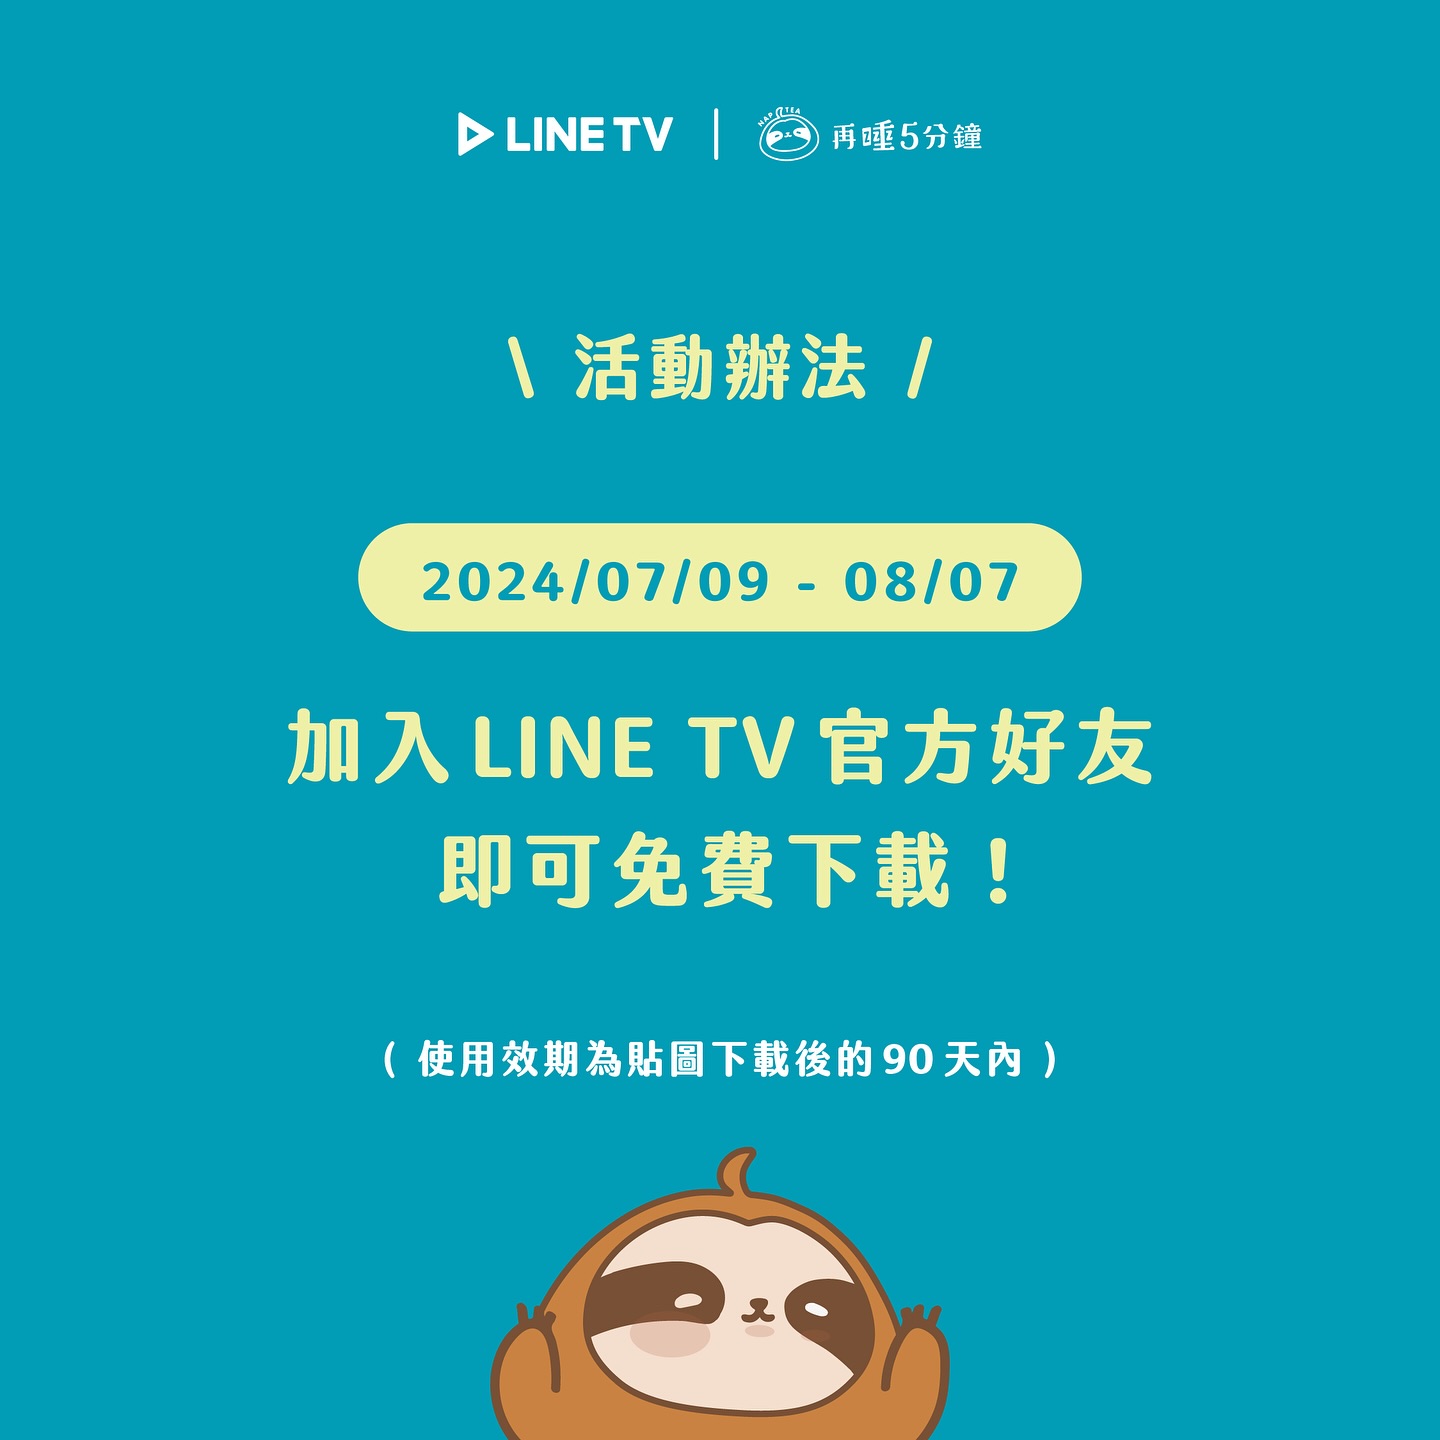 LINE TV | NAP TEA 再睡5分鐘
\ 活動辦法 /
2024/07/09 - 08/07
加入 LINE TV 官方好友
即可免費下載！
( 使用效期為貼圖下載後的 90 天內 )